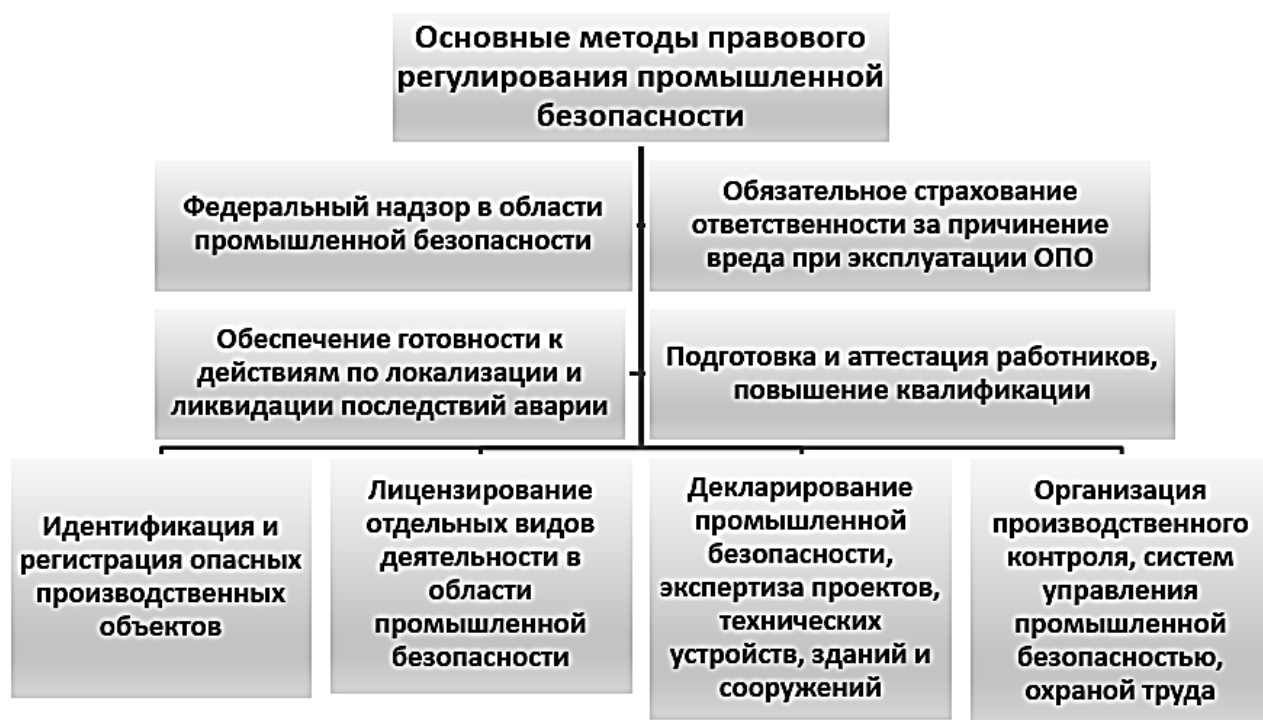 Основные методы правового
регулирования промышленной
безопасности
Федеральный надзор в области
промышленной безопасности
Обязательное страхование
ответственности за причинение
вреда при эксплуатации ОПО
Обеспечение готовности к
действиям по локализации и
ликвидации последствий аварии
Подготовка и аттестация работников,
повышение квалификации
Идентификация и
регистрация опасных
производственных
объектов
Лицензирование
отдельных видов
деятельности в
области
промышленной
безопасности
Декларирование
промышленной
безопасности,
экспертиза проектов,
технических
устройств, зданий и
сооружений
Организация
производственного
контроля, систем
управления
промышленной
безопасностью,
охраной труда